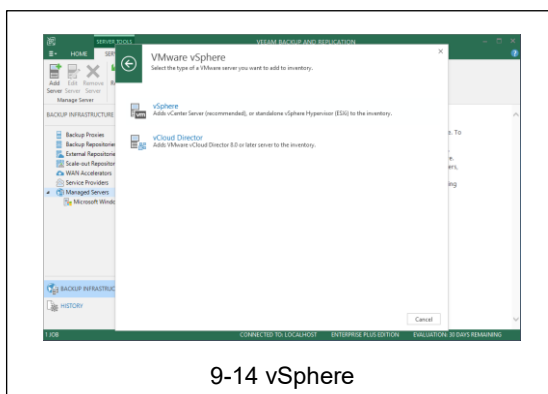 SERVER TOOLS
VEEAM BACKUP AND REPLICATION
HOME
Add Server
Edit Server
Remove Server
Manage Server
VMware vSphere
Select the type of a VMware server you want to add to inventory.
vSphere
Adds vCenter Server (recommended), or standalone vSphere Hypervisor (ESXi) to the inventory.
vCloud Director
Adds VMware vCloud Director 8.0 or later server to the inventory.
BACKUP INFRASTRUCTURE
Backup Proxies
Backup Repositories
External Repositorie
Scale-out Repositor
WAN Accelerators
Service Providers
Managed Servers
Microsoft Windo
BACKUP INFRASTRUC
HISTORY
Cancel
1 JOB
CONNECTED TO: LOCALHOST
ENTERPRISE PLUS EDITION
EVALUATION: 30 DAYS REMAINING
9-14 vSphere